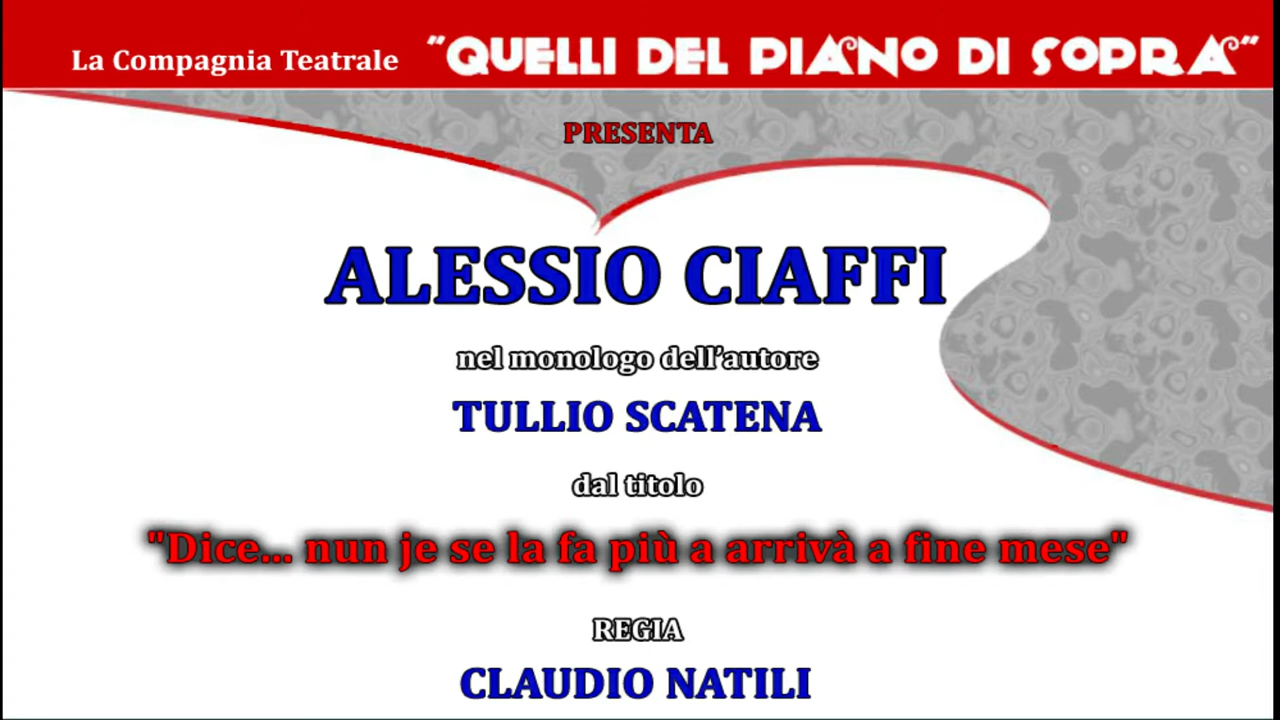 La Compagnia Teatrale "QUELLI DEL PIANO DI SOPRA"
PRESENTA
ALESSIO CIAFFI
nel monologo dell'autore
TULLIO SCATENA
dal titolo
"Dice... nun je se la fa più a arrivà a fine mese"
REGIA
CLAUDIO NATILI